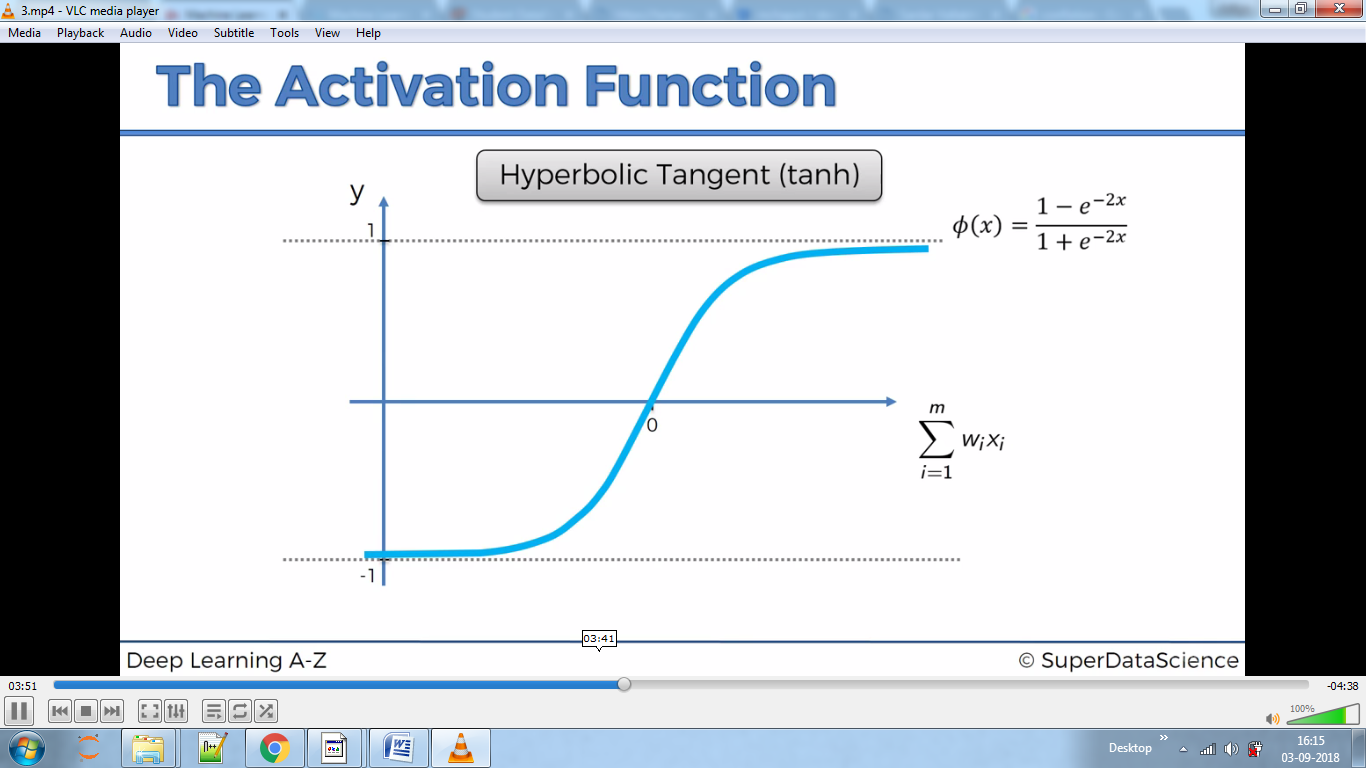 3.mp4 - VLC media player
Media Playback Audio Video Subtitle Tools View Help
The Activation Function
Hyperbolic Tangent (tanh)
y
1
ϕ(x) = (1 − e^−2x)/(1 + e^−2x)
0
m
∑ wᵢxᵢ
i=1
-1
03:41
Deep Learning A-Z © SuperDataScience
03:51 -04:38
100%
N++
W
Desktop » 16:15
03-09-2018